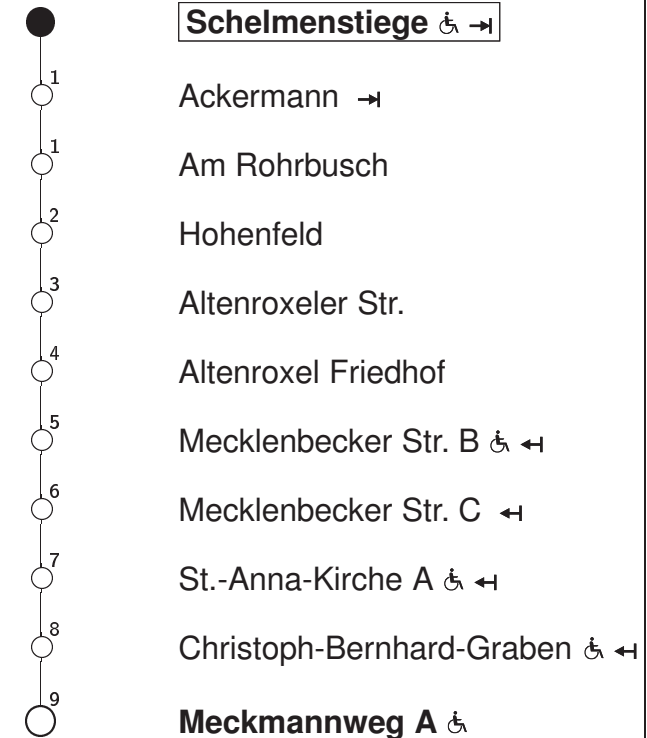 Schelmenstiege
1 Ackermann
1 Am Rohrbusch
2 Hohenfeld
3 Altenroxeler Str.
4 Altenroxel Friedhof
5 Mecklenbecker Str. B
6 Mecklenbecker Str. C
7 St.-Anna-Kirche A
8 Christoph-Bernhard-Graben
9 Meckmannweg A